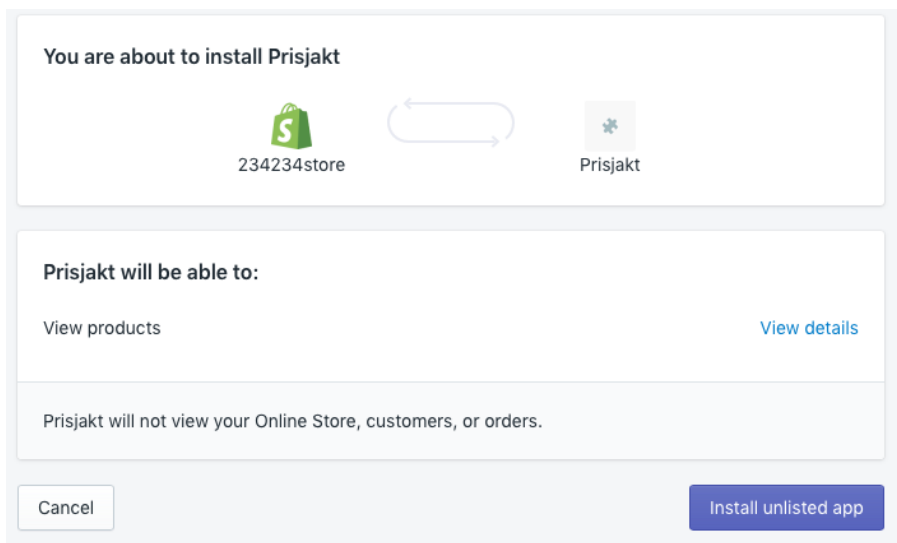 You are about to install Prisjakt
234234store
Prisjakt
Prisjakt will be able to:
View products
View details
Prisjakt will not view your Online Store, customers, or orders.
Cancel
Install unlisted app